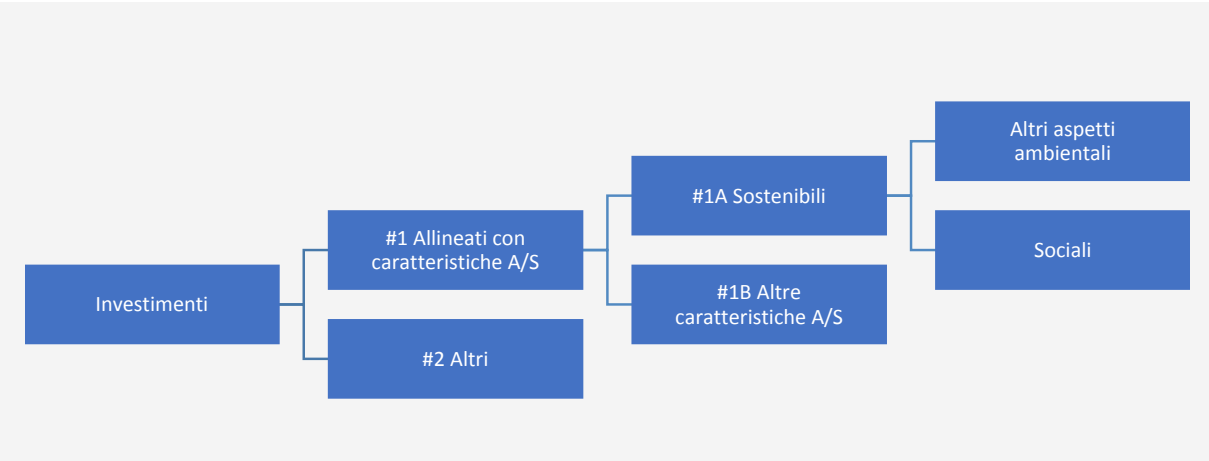 Investimenti
#1 Allineati con
caratteristiche A/S
#2 Altri
#1A Sostenibili
#1B Altre
caratteristiche A/S
Altri aspetti
ambientali
Sociali